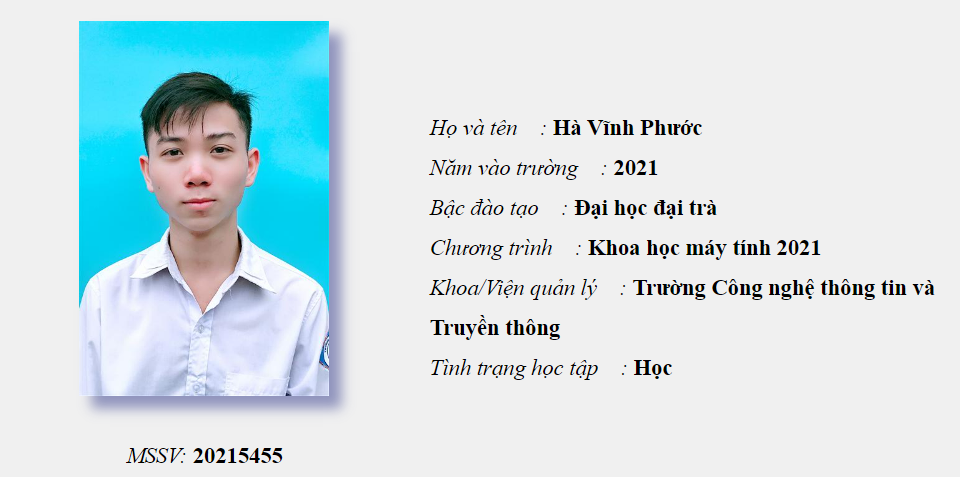 Họ và tên : Hà Vĩnh Phước
Năm vào trường : 2021
Bậc đào tạo : Đại học đại trà
Chương trình : Khoa học máy tính 2021
Khoa/Viện quản lý : Trường Công nghệ thông tin và
Truyền thông
Tình trạng học tập : Học
MSSV: 20215455